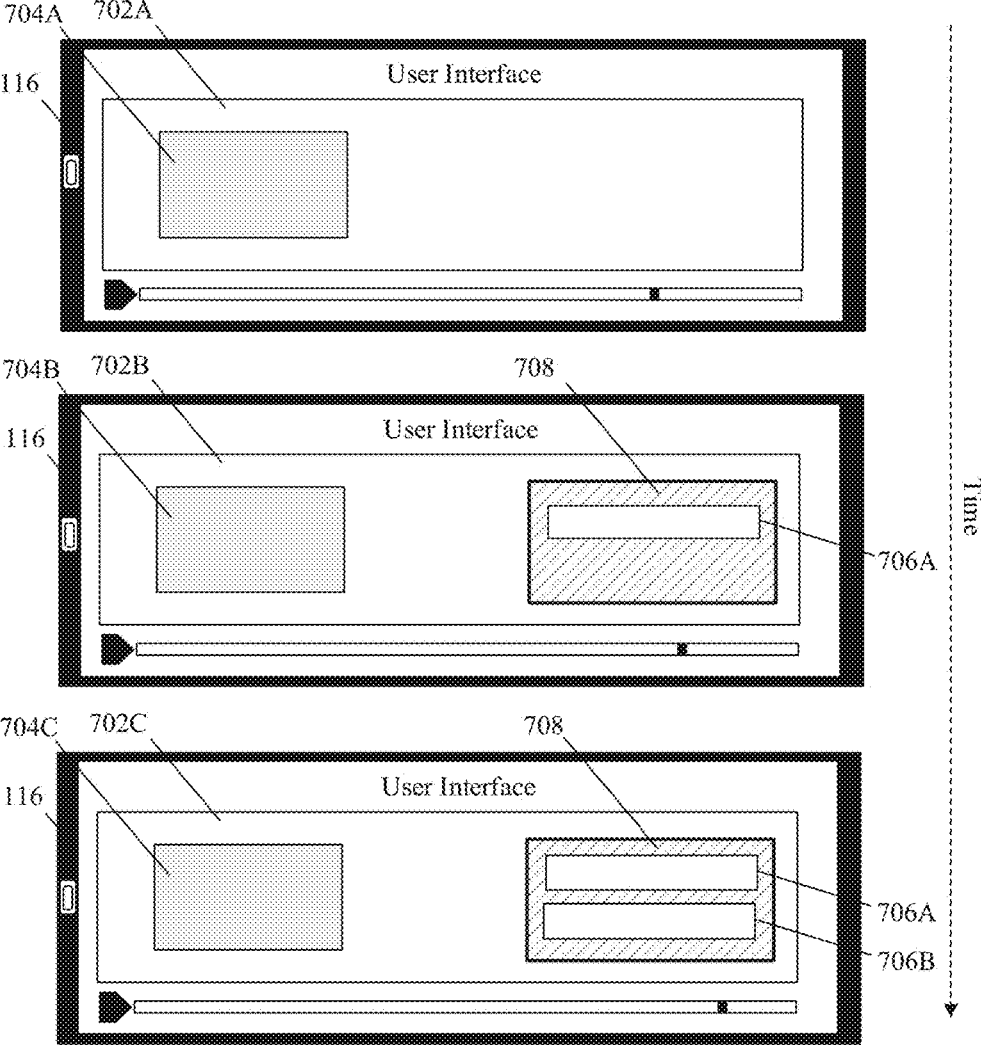 704A 702A
User Interface
116
704B 702B 708
User Interface
116
706A
Time
704C 702C 708
User Interface
116
706A
706B